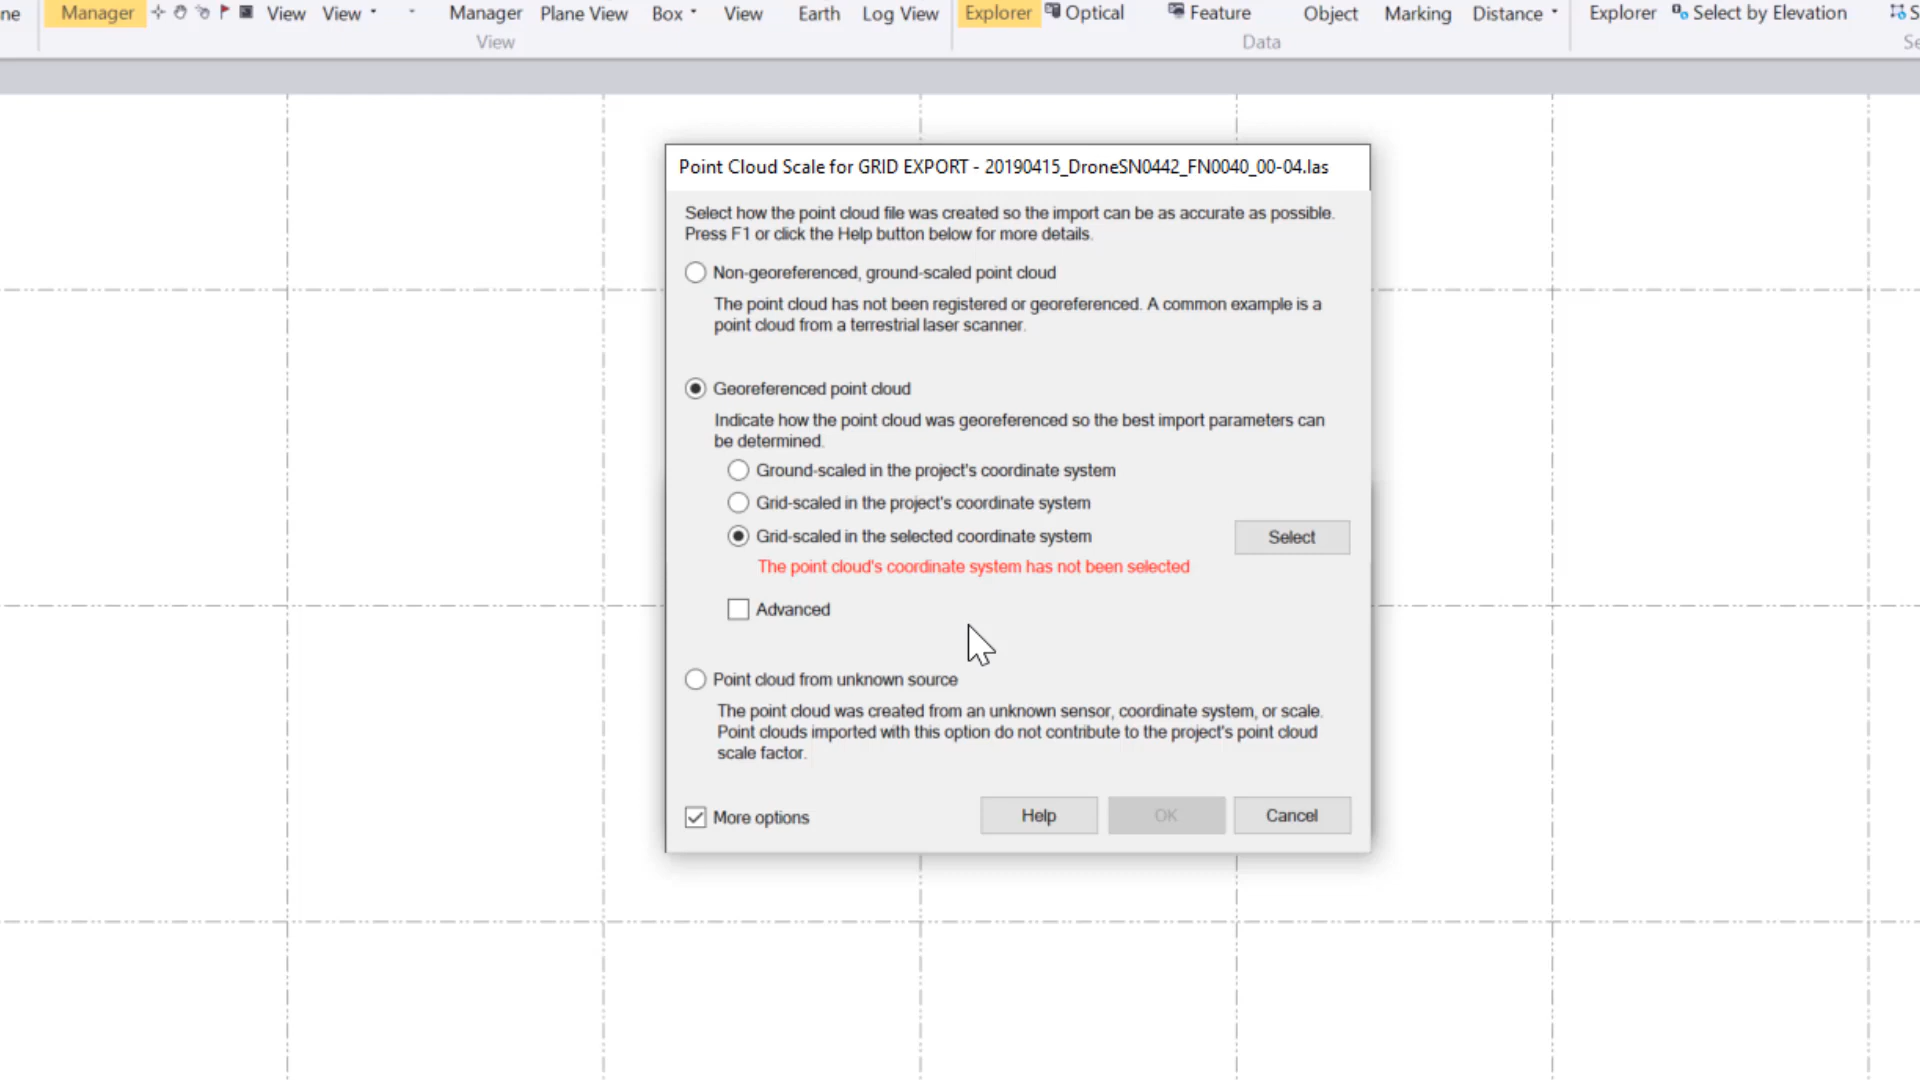 ne Manager View View Manager Plane View Box View Earth Log View Explorer Optical Feature Object Marking Distance Explorer Select by Elevation S
View Data Se
Point Cloud Scale for GRID EXPORT - 20190415_DroneSN0442_FN0040_00-04.las
Select how the point cloud file was created so the import can be as accurate as possible.
Press F1 or click the Help button below for more details.
Non-georeferenced, ground-scaled point cloud
The point cloud has not been registered or georeferenced. A common example is a
point cloud from a terrestrial laser scanner.
Georeferenced point cloud
Indicate how the point cloud was georeferenced so the best import parameters can
be determined.
Ground-scaled in the project's coordinate system
Grid-scaled in the project's coordinate system
Grid-scaled in the selected coordinate system Select
The point cloud's coordinate system has not been selected
Advanced
Point cloud from unknown source
The point cloud was created from an unknown sensor, coordinate system, or scale.
Point clouds imported with this option do not contribute to the project's point cloud
scale factor.
More options Help OK Cancel